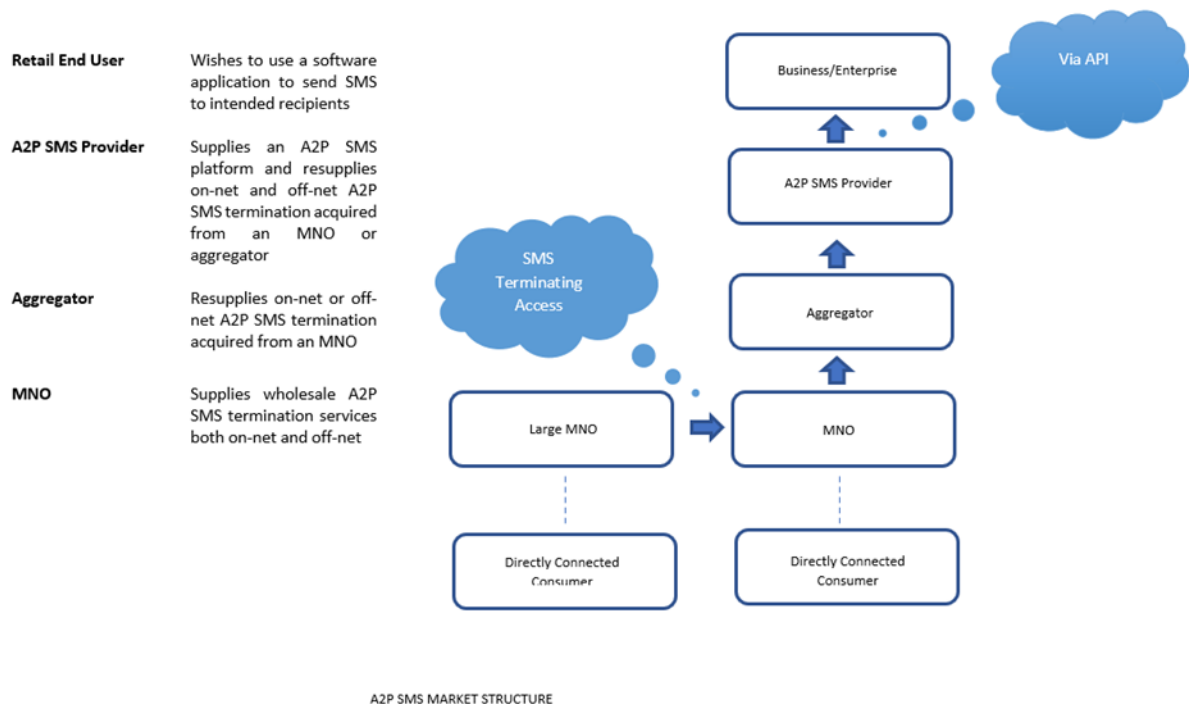 Retail End User
Wishes to use a software
application to send SMS
to intended recipients
A2P SMS Provider
Supplies an A2P SMS
platform and resupplies
on-net and off-net A2P
SMS termination acquired
from an MNO or
aggregator
Aggregator
Resupplies on-net or off-
net A2P SMS termination
acquired from an MNO
MNO
Supplies wholesale A2P
SMS termination services
both on-net and off-net
Via API
Business/Enterprise
A2P SMS Provider
SMS
Terminating
Access
Aggregator
Large MNO
MNO
Directly Connected
Consumer
Directly Connected
Consumer
A2P SMS MARKET STRUCTURE